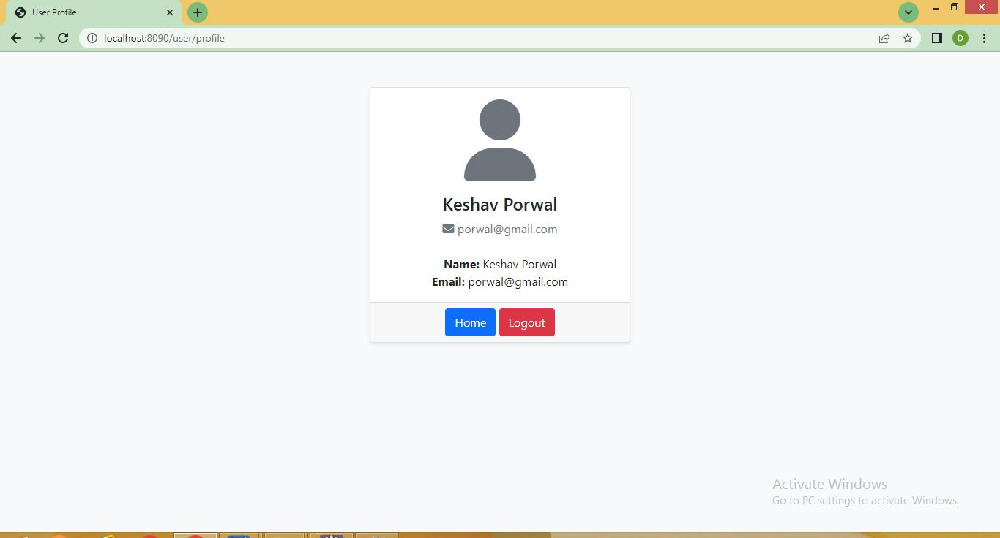 User Profile
localhost:8090/user/profile
D
Keshav Porwal
porwal@gmail.com
Name: Keshav Porwal
Email: porwal@gmail.com
Home Logout
Activate Windows
Go to PC settings to activate Windows.